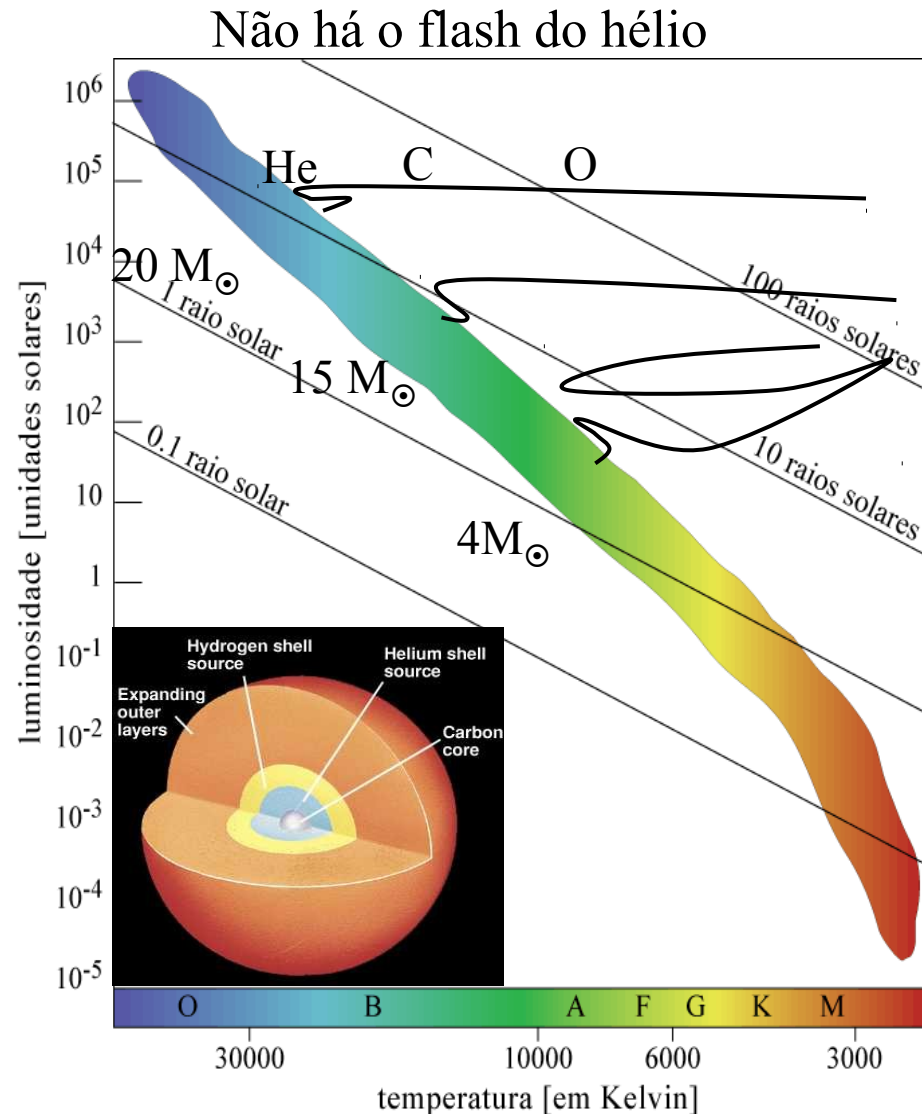 Não há o flash do hélio
luminosidade [unidades solares]
10⁶
10⁵
10⁴
10³
10²
10
1
10⁻¹
10⁻²
10⁻³
10⁻⁴
10⁻⁵
He C O
20 M☉
1 raio solar
15 M☉
0.1 raio solar
4M☉
100 raios solares
10 raios solares
Hydrogen shell
source
Helium shell
source
Expanding
outer
layers
Carbon
core
O B A F G K M
30000 10000 6000 3000
temperatura [em Kelvin]